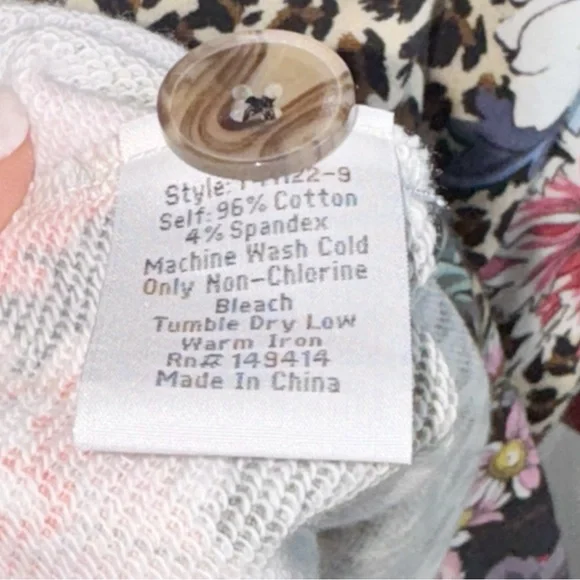 Style:
Self: 96% Cotton
4% Spandex
Machine Wash Cold
Only Non-Chlorine
Bleach
Tumble Dry Low
Warm Iron
Rn# 149414
Made In China